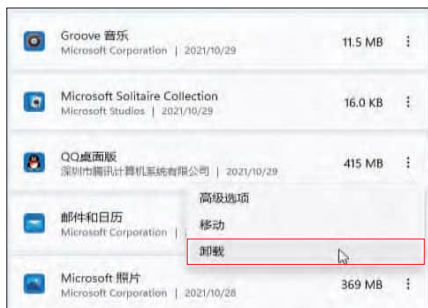 Groove 音乐
Microsoft Corporation | 2021/10/29
11.5 MB
Microsoft Solitaire Collection
Microsoft Studios | 2021/10/29
16.0 KB
QQ桌面版
深圳市腾讯计算机系统有限公司 | 2021/10/29
415 MB
高级选项
邮件和日历
Microsoft Corporation |
移动
卸载
Microsoft 照片
Microsoft Corporation | 2021/10/28
369 MB